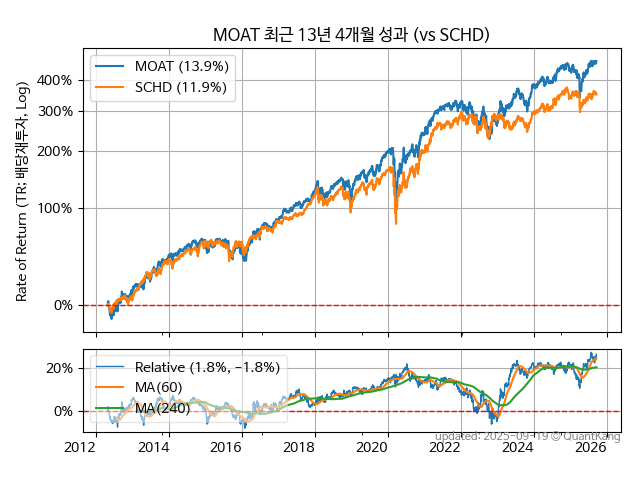 MOAT 최근 13년 4개월 성과 (vs SCHD)
Rate of Return (TR: 배당재투자, Log)
400%
300%
200%
100%
0%
MOAT (13.9%)
SCHD (11.9%)
20%
0%
Relative (1.8%, −1.8%)
MA(60)
MA(240)
2012 2014 2016 2018 2020 2022 2024 2026
updated: 2025-09-19 © QuantKang